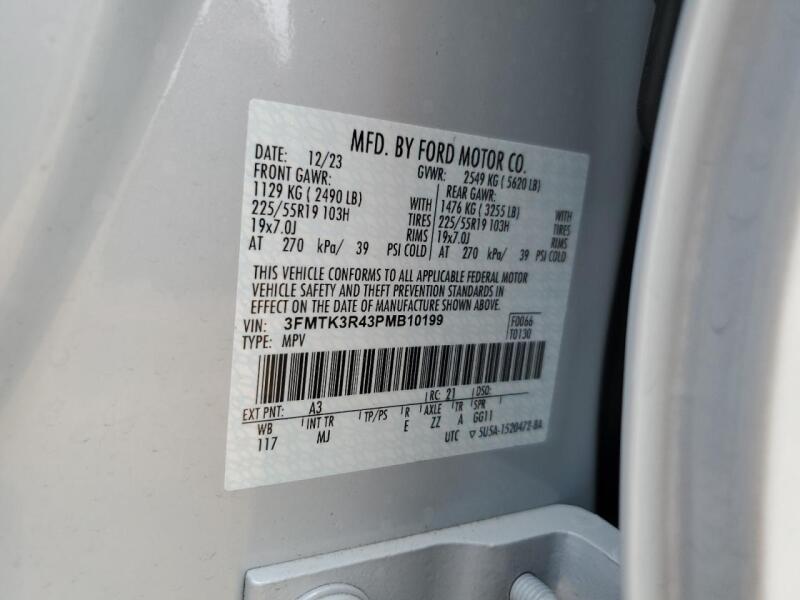 MFD. BY FORD MOTOR CO.
DATE: 12/23 GVWR: 2549 KG ( 5620 LB)
FRONT GAWR: REAR GAWR:
1129 KG ( 2490 LB) WITH 1476 KG ( 3255 LB) WITH
225/55R19 103H TIRES 225/55R19 103H TIRES
19x7.0J RIMS 19x7.0J RIMS
AT 270 kPa/ 39 PSI COLD AT 270 kPa/ 39 PSI COLD
THIS VEHICLE CONFORMS TO ALL APPLICABLE FEDERAL MOTOR
VEHICLE SAFETY AND THEFT PREVENTION STANDARDS IN
EFFECT ON THE DATE OF MANUFACTURE SHOWN ABOVE.
VIN: 3FMTK3R43PMB10199 F0066
TYPE: MPV T0130
EXT PNT: A3 RC: 21 DSO:
WB INT TR TP/PS R AXLE TR SPR
117 MJ E ZZ A GG11
UTC ▽ 5U5A-1520472-BA